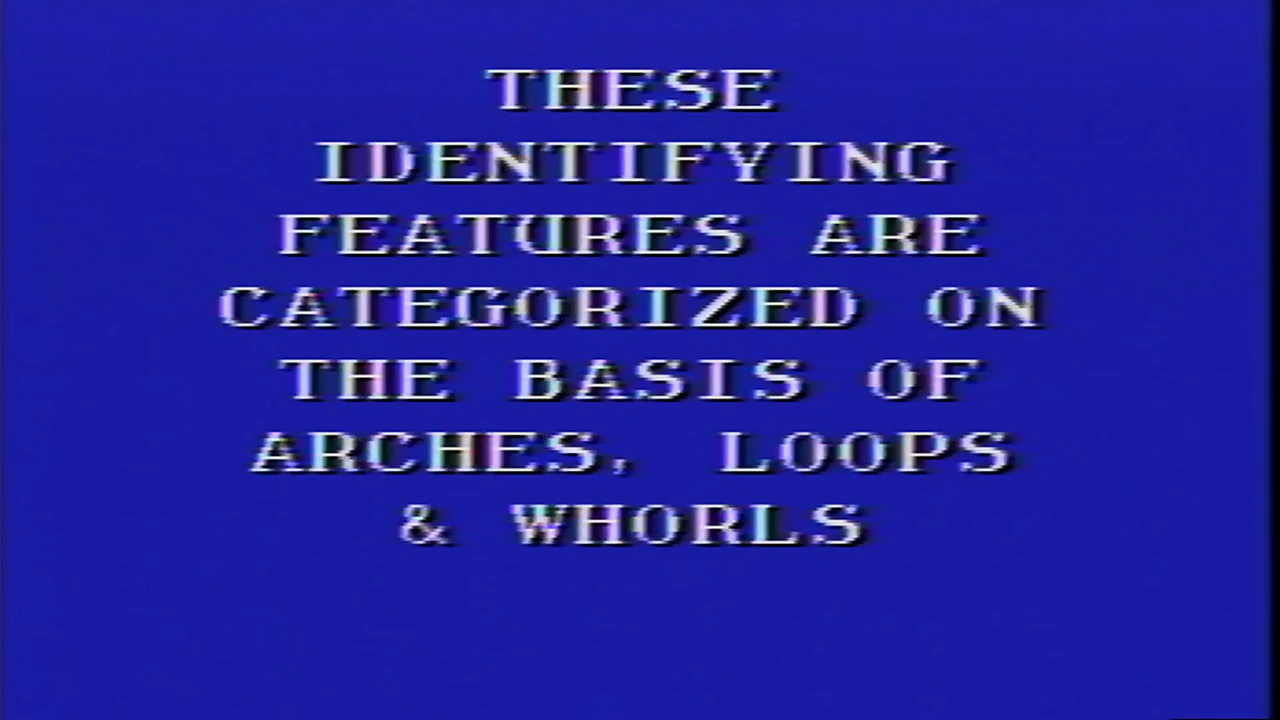 THESE
IDENTIFYING
FEATURES ARE
CATEGORIZED ON
THE BASIS OF
ARCHES, LOOPS
& WHORLS